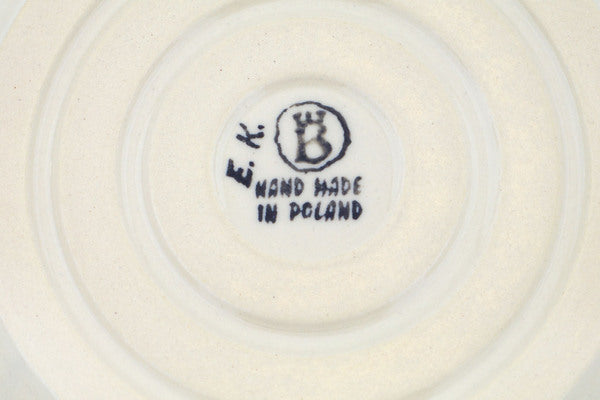 B
E. K.
HAND MADE
IN POLAND